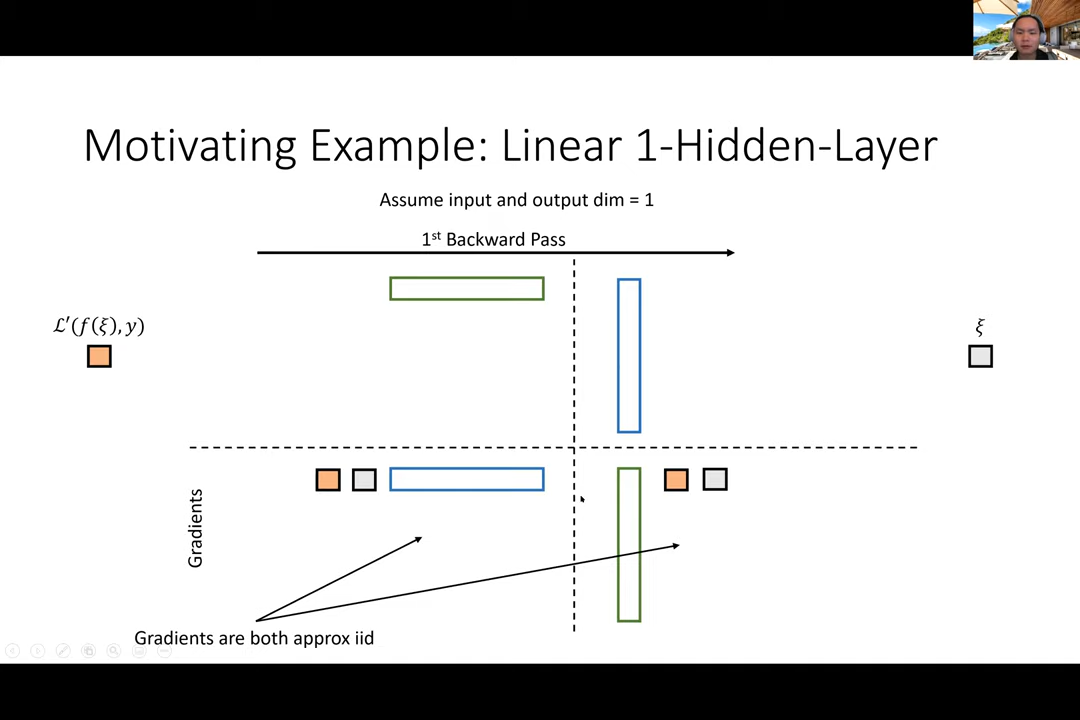 Motivating Example: Linear 1-Hidden-Layer
Assume input and output dim = 1
1st Backward Pass
ℒ′(f(ξ), y)
ξ
Gradients
Gradients are both approx iid